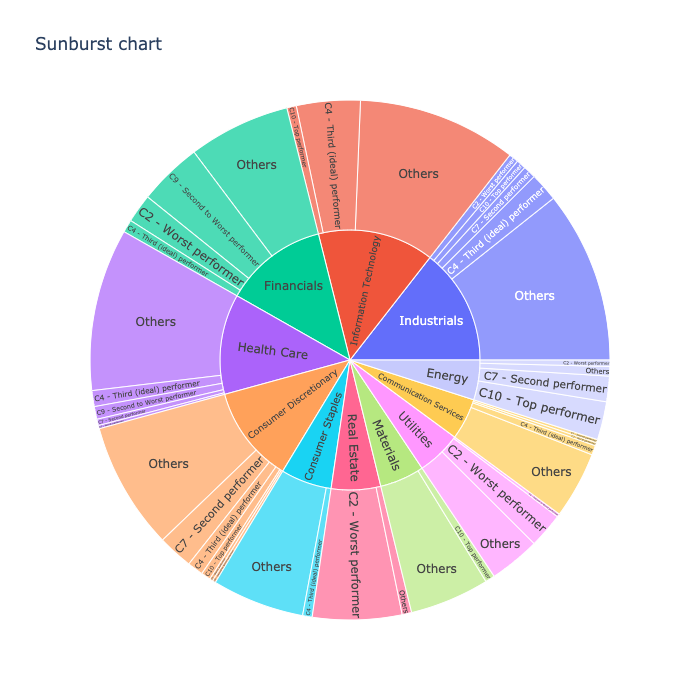 Sunburst chart
Industrials
Others
C4 - Third (ideal) performer
C7 - Second performer
C10 - Top performer
C2 - Worst performer
Information Technology
Others
C4 - Third (ideal) performer
C10 - Top performer
Financials
Others
C9 - Second to Worst performer
C2 - Worst performer
C4 - Third (ideal) performer
Health Care
Others
C4 - Third (ideal) performer
C9 - Second to Worst performer
C7 - Second performer
Consumer Discretionary
Others
C7 - Second performer
C4 - Third (ideal) performer
C10 - Top performer
Consumer Staples
Others
C4 - Third (ideal) performer
Real Estate
C2 - Worst performer
Others
Materials
Others
C10 - Top performer
Utilities
Others
C2 - Worst performer
Communication Services
Others
C4 - Third (ideal) performer
Energy
C10 - Top performer
C7 - Second performer
Others
C2 - Worst performer